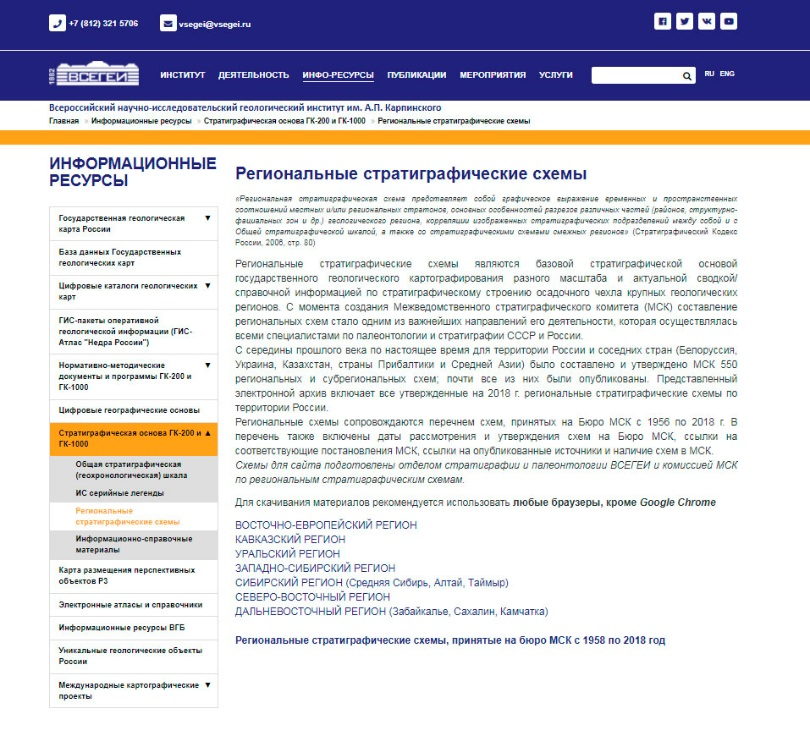 +7 (812) 321 5706 vsegei@vsegei.ru
1882 ВСЕГЕИ
ИНСТИТУТ ДЕЯТЕЛЬНОСТЬ ИНФО-РЕСУРСЫ ПУБЛИКАЦИИ МЕРОПРИЯТИЯ УСЛУГИ RU ENG
Всероссийский научно-исследовательский геологический институт им. А.П. Карпинского
Главная » Информационные ресурсы » Стратиграфическая основа ГК-200 и ГК-1000 » Региональные стратиграфические схемы
ИНФОРМАЦИОННЫЕ
РЕСУРСЫ
Государственная геологическая
карта России
База данных Государственных
геологических карт
Цифровые каталоги геологических
карт
ГИС-пакеты оперативной
геологической информации (ГИС-
Атлас "Недра России")
Нормативно-методические
документы и программы ГК-200 и
ГК-1000
Цифровые географические основы
Стратиграфическая основа ГК-200 и
ГК-1000
Общая стратиграфическая
(геохронологическая) шкала
ИС серийные легенды
Региональные
стратиграфические схемы
Информационно-справочные
материалы
Карта размещения перспективных
объектов РЗ
Электронные атласы и справочники
Информационные ресурсы ВГБ
Уникальные геологические объекты
России
Международные картографические
проекты
Региональные стратиграфические схемы
«Региональная стратиграфическая схема представляет собой графическое выражение временных и пространственных
соотношений местных и/или региональных стратонов, основных особенностей разрезов различных частей (районов, структурно-
фациальных зон и др.) геологического региона, корреляции изображенных стратиграфических подразделений между собой и с
Общей стратиграфической шкалой, а также со стратиграфическими схемами смежных регионов» (Стратиграфический Кодекс
России, 2006, стр. 80)
Региональные стратиграфические схемы являются базовой стратиграфической основой
государственного геологического картографирования разного масштаба и актуальной сводкой/
справочной информацией по стратиграфическому строению осадочного чехла крупных геологических
регионов. С момента создания Межведомственного стратиграфического комитета (МСК) составление
региональных схем стало одним из важнейших направлений его деятельности, которая осуществлялась
всеми специалистами по палеонтологии и стратиграфии СССР и России.
С середины прошлого века по настоящее время для территории России и соседних стран (Белоруссия,
Украина, Казахстан, страны Прибалтики и Средней Азии) было составлено и утверждено МСК 550
региональных и субрегиональных схем; почти все из них были опубликованы. Представленный
электронной архив включает все утвержденные на 2018 г. региональные стратиграфические схемы по
территории России.
Региональные схемы сопровождаются перечнем схем, принятых на Бюро МСК с 1956 по 2018 г. В
перечень также включены даты рассмотрения и утверждения схем на Бюро МСК, ссылки на
соответствующие постановления МСК, ссылки на опубликованные источники и наличие схем в МСК.
Схемы для сайта подготовлены отделом стратиграфии и палеонтологии ВСЕГЕИ и комиссией МСК
по региональным стратиграфическим схемам.
Для скачивания материалов рекомендуется использовать любые браузеры, кроме Google Chrome
ВОСТОЧНО-ЕВРОПЕЙСКИЙ РЕГИОН
КАВКАЗСКИЙ РЕГИОН
УРАЛЬСКИЙ РЕГИОН
ЗАПАДНО-СИБИРСКИЙ РЕГИОН
СИБИРСКИЙ РЕГИОН (Средняя Сибирь, Алтай, Таймыр)
СЕВЕРО-ВОСТОЧНЫЙ РЕГИОН
ДАЛЬНЕВОСТОЧНЫЙ РЕГИОН (Забайкалье, Сахалин, Камчатка)
Региональные стратиграфические схемы, принятые на бюро МСК с 1958 по 2018 год